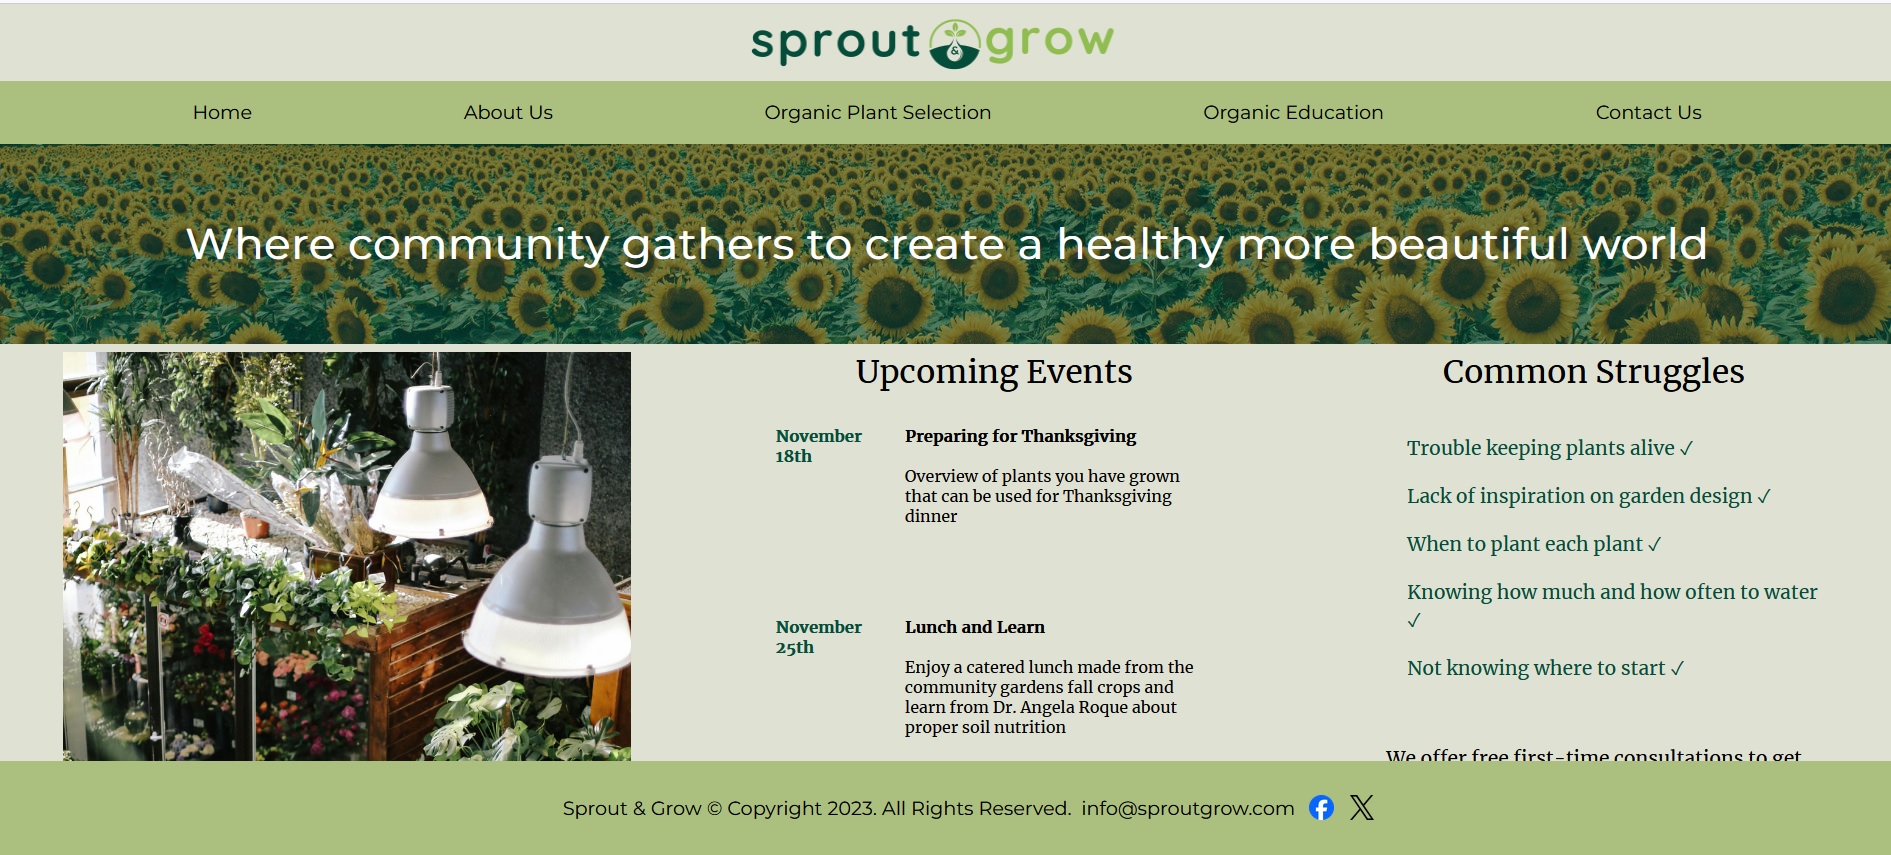 sprout & grow
Home About Us Organic Plant Selection Organic Education Contact Us
Where community gathers to create a healthy more beautiful world
Upcoming Events
November
18th
Preparing for Thanksgiving
Overview of plants you have grown
that can be used for Thanksgiving
dinner
November
25th
Lunch and Learn
Enjoy a catered lunch made from the
community gardens fall crops and
learn from Dr. Angela Roque about
proper soil nutrition
Common Struggles
Trouble keeping plants alive ✓
Lack of inspiration on garden design ✓
When to plant each plant ✓
Knowing how much and how often to water
✓
Not knowing where to start ✓
We offer free first-time consultations to get
Sprout & Grow © Copyright 2023. All Rights Reserved. info@sproutgrow.com